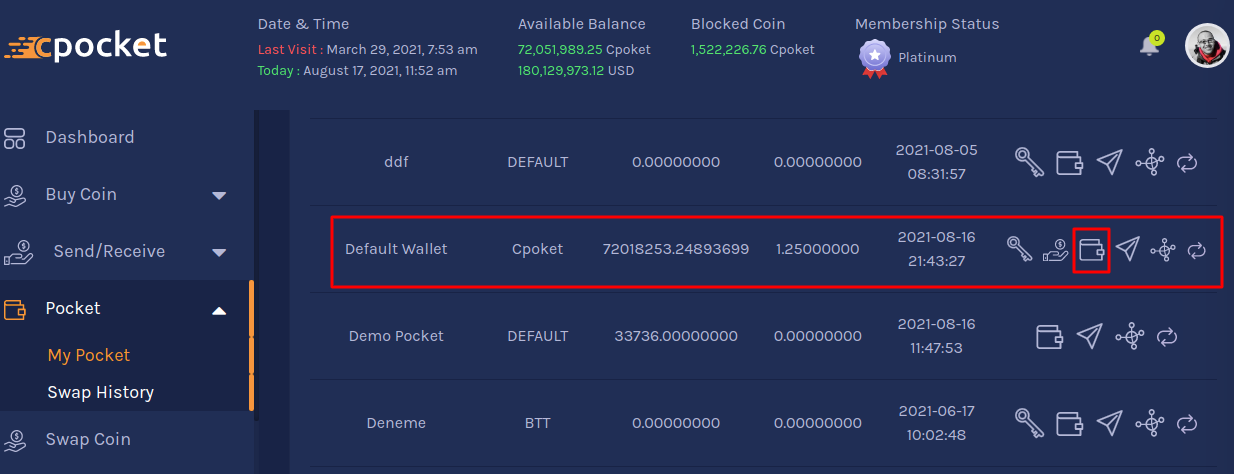 cpocket
Date & Time
Last Visit : March 29, 2021, 7:53 am
Today : August 17, 2021, 11:52 am
Available Balance
72,051,989.25 Cpoket
180,129,973.12 USD
Blocked Coin
1,522,226.76 Cpoket
Membership Status
Platinum
0
Dashboard
Buy Coin
Send/Receive
Pocket
My Pocket
Swap History
Swap Coin
ddf DEFAULT 0.00000000 0.00000000 2021-08-05
08:31:57
Default Wallet Cpoket 72018253.24893699 1.25000000 2021-08-16
21:43:27
Demo Pocket DEFAULT 33736.00000000 0.00000000 2021-08-16
11:47:53
Deneme BTT 0.00000000 0.00000000 2021-06-17
10:02:48